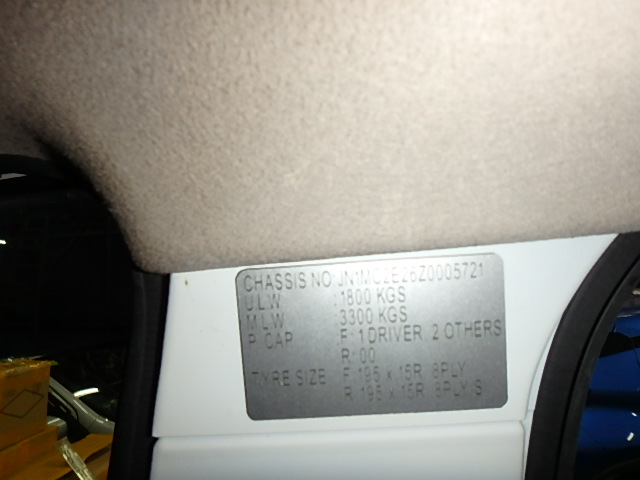 CHASSIS NO JN1MC2E26Z0005721
U.L.W : 1800 KGS
M.L.W : 3300 KGS
P. CAP F: 1 DRIVER 2 OTHERS
R: 00
TYRE SIZE F: 195 x 15R 8PLY
R: 195 x 15R 8PLY S